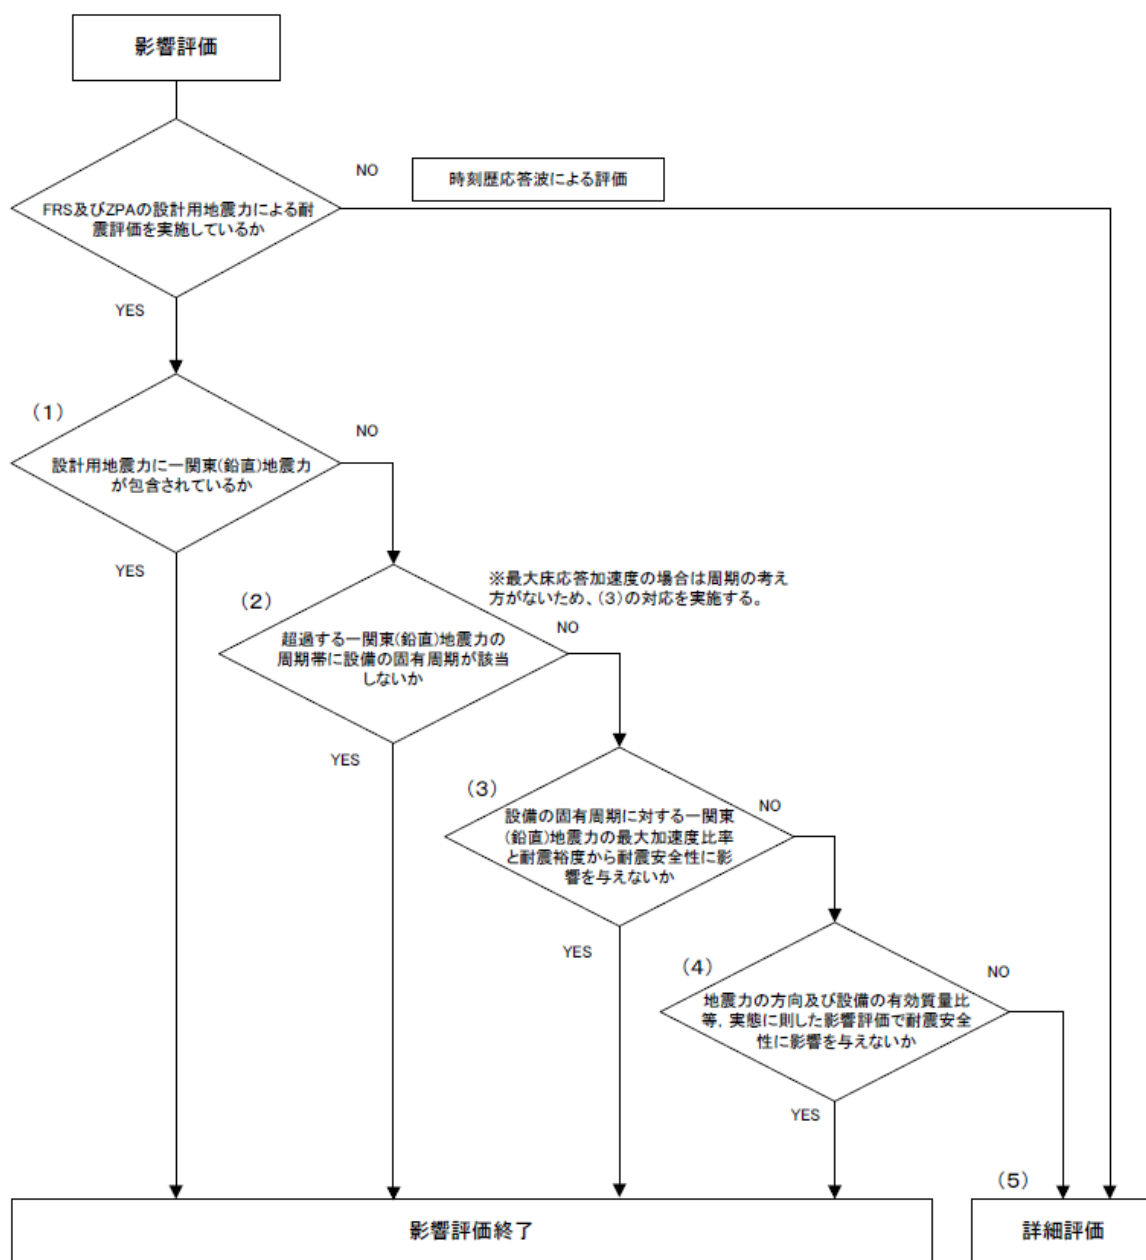 影響評価
NO
時刻歴応答波による評価
FRS及びZPAの設計用地震力による耐
震評価を実施しているか
YES
(1)
NO
設計用地震力に一関東(鉛直)地震力
が包含されているか
YES
※最大床応答加速度の場合は周期の考え
方がないため、(3)の対応を実施する。
(2)
NO
超過する一関東(鉛直)地震力の
周期帯に設備の固有周期が該当
しないか
YES
(3)
NO
設備の固有周期に対する一関東
(鉛直)地震力の最大加速度比率
と耐震裕度から耐震安全性に影
響を与えないか
YES
(4)
NO
地震力の方向及び設備の有効質量比
等，実態に則した影響評価で耐震安全
性に影響を与えないか
YES
(5)
影響評価終了
詳細評価